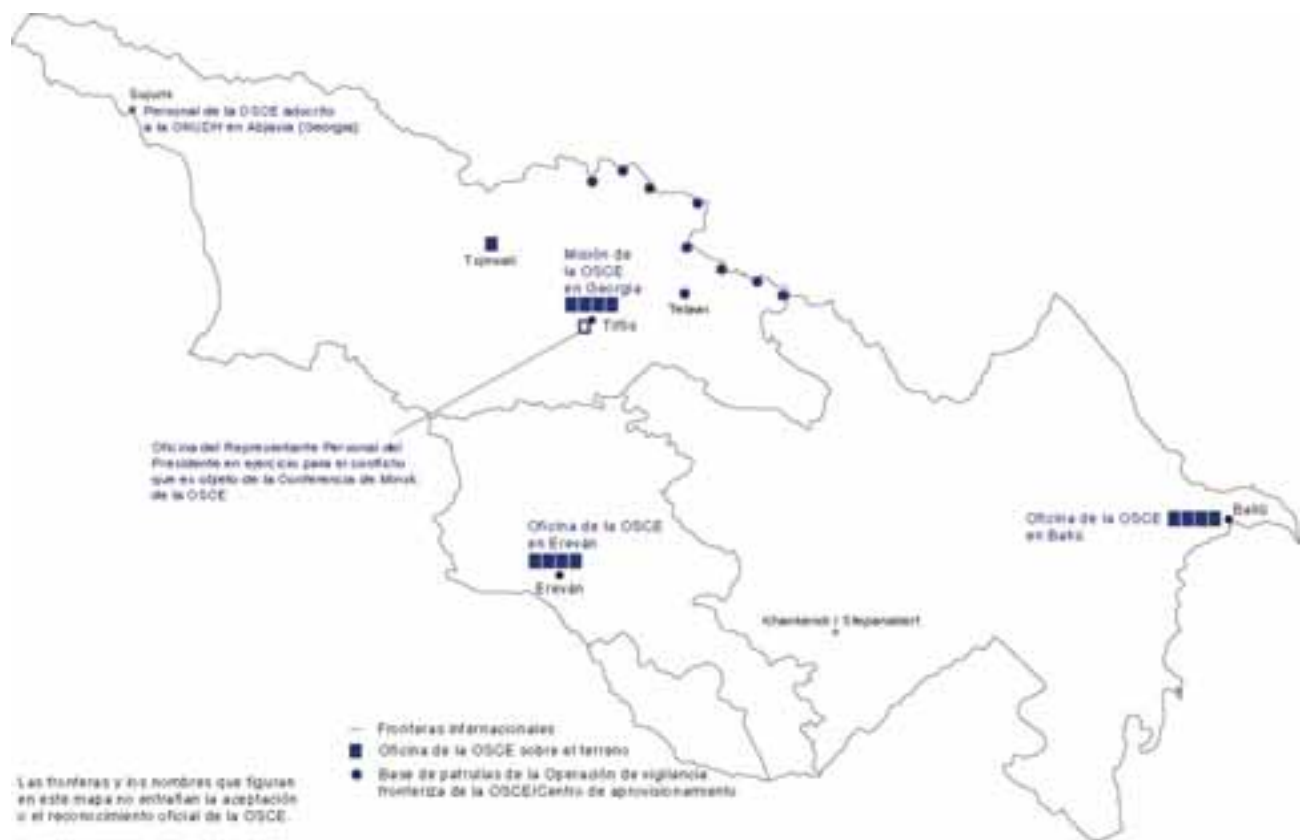 Sujumi
Personal de la OSCE adscrito
a la ONUDH en Abjasia (Georgia)
Tsjinvali
Misión de
la OSCE
en Georgia
Tiflis
Telavi
Oficina del Representante Personal del
Presidente en ejercicio para el conflicto
que es objeto de la Conferencia de Minsk
de la OSCE
Oficina de la OSCE
en Ereván
Ereván
Oficina de la OSCE
en Bakú
Bakú
Khankendi / Stepanakert
Fronteras internacionales
Oficina de la OSCE sobre el terreno
Base de patrullas de la Operación de vigilancia
fronteriza de la OSCE/Centro de aprovisionamento
Las fronteras y los nombres que figuran
en este mapa no entrañan la aceptación
o el reconocimiento oficial de la OSCE.